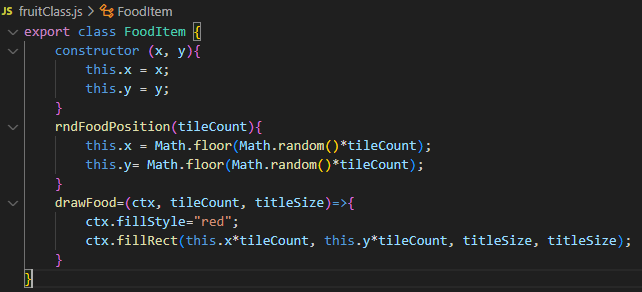 JS fruitClass.js > FoodItem
export class FoodItem {
constructor (x, y){
this.x = x;
this.y = y;
}
rndFoodPosition(tileCount){
this.x = Math.floor(Math.random()*tileCount);
this.y= Math.floor(Math.random()*tileCount);
}
drawFood=(ctx, tileCount, titleSize)=>{
ctx.fillStyle="red";
ctx.fillRect(this.x*tileCount, this.y*tileCount, titleSize, titleSize);
}
}